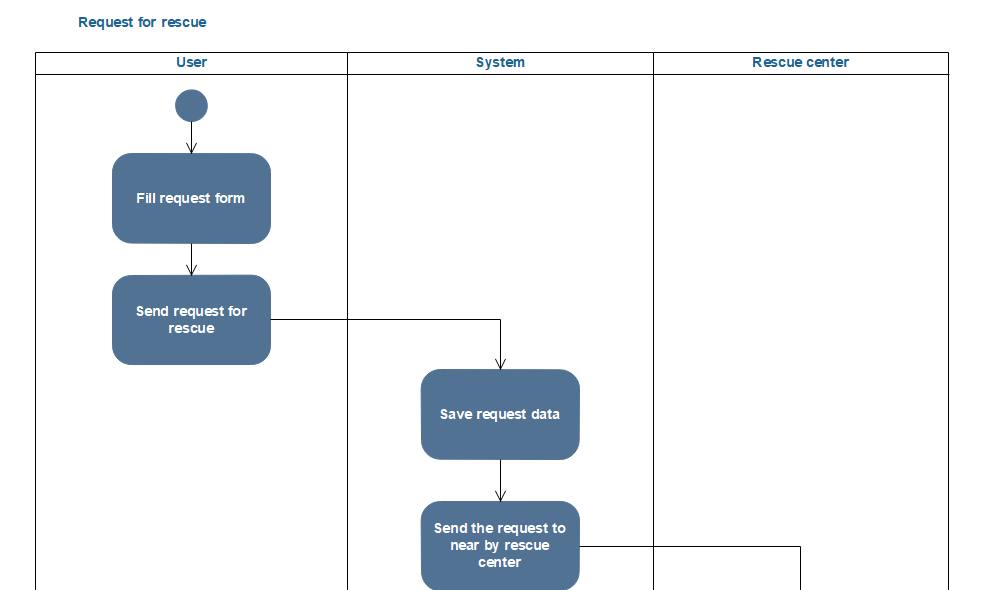 Request for rescue
User
System
Rescue center
Fill request form
Send request for
rescue
Save request data
Send the request to
near by rescue
center